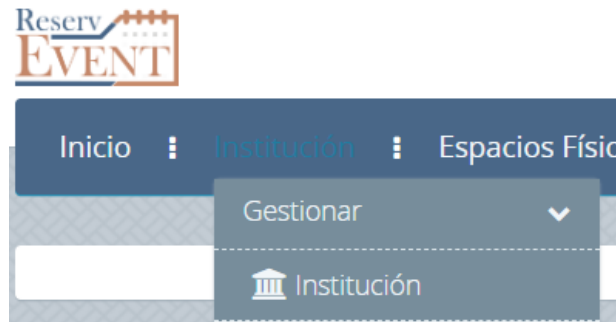 Reserv
EVENT
Inicio Institución Espacios Físic
Gestionar
Institución